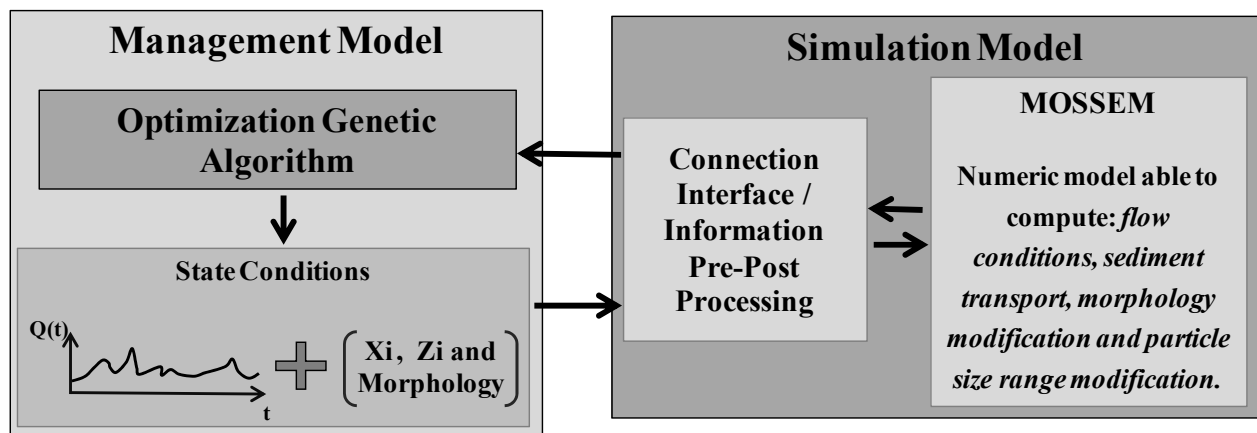 Management Model
Optimization Genetic
Algorithm
State Conditions
Q(t)
t
Xi , Zi and
Morphology
Simulation Model
Connection
Interface /
Information
Pre-Post
Processing
MOSSEM
Numeric model able to
compute: flow
conditions, sediment
transport, morphology
modification and particle
size range modification.